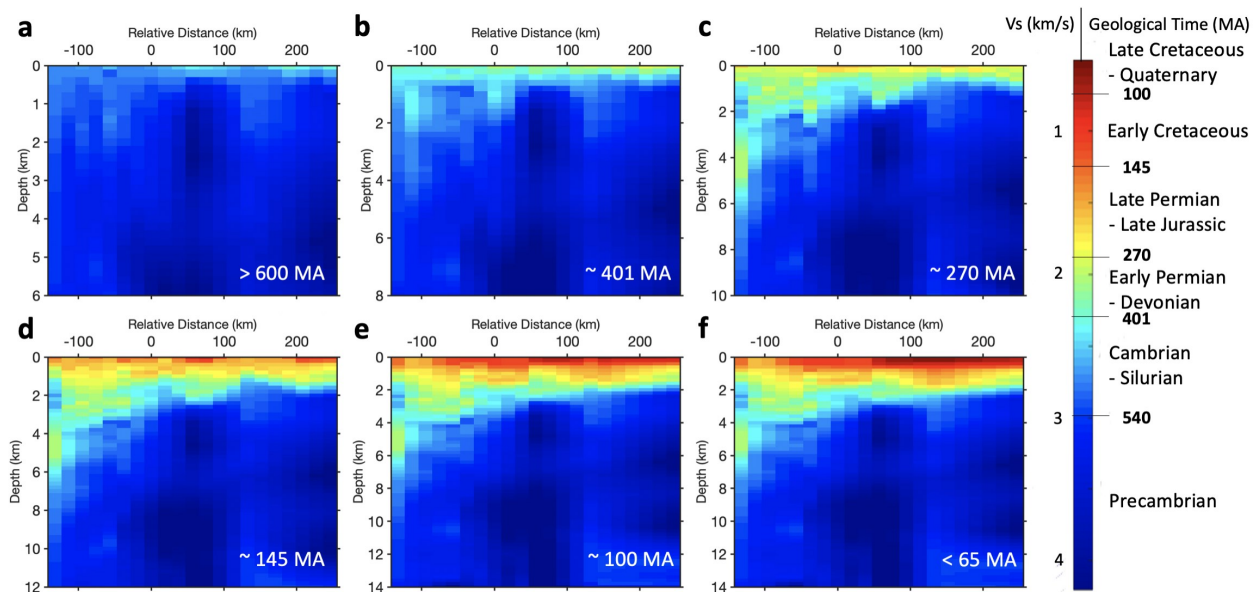 a
Relative Distance (km)
-100 0 100 200
0
1
2
3
4
5
6
Depth (km)
> 600 MA
b
Relative Distance (km)
-100 0 100 200
0
2
4
6
8
Depth (km)
~ 401 MA
c
Relative Distance (km)
-100 0 100 200
0
2
4
6
8
10
Depth (km)
~ 270 MA
d
Relative Distance (km)
-100 0 100 200
0
2
4
6
8
10
12
Depth (km)
~ 145 MA
e
Relative Distance (km)
-100 0 100 200
0
2
4
6
8
10
12
14
Depth (km)
~ 100 MA
f
Relative Distance (km)
-100 0 100 200
0
2
4
6
8
10
12
14
Depth (km)
< 65 MA
Vs (km/s)
1
2
3
4
Geological Time (MA)
Late Cretaceous
- Quaternary
100
Early Cretaceous
145
Late Permian
- Late Jurassic
270
Early Permian
- Devonian
401
Cambrian
- Silurian
540
Precambrian